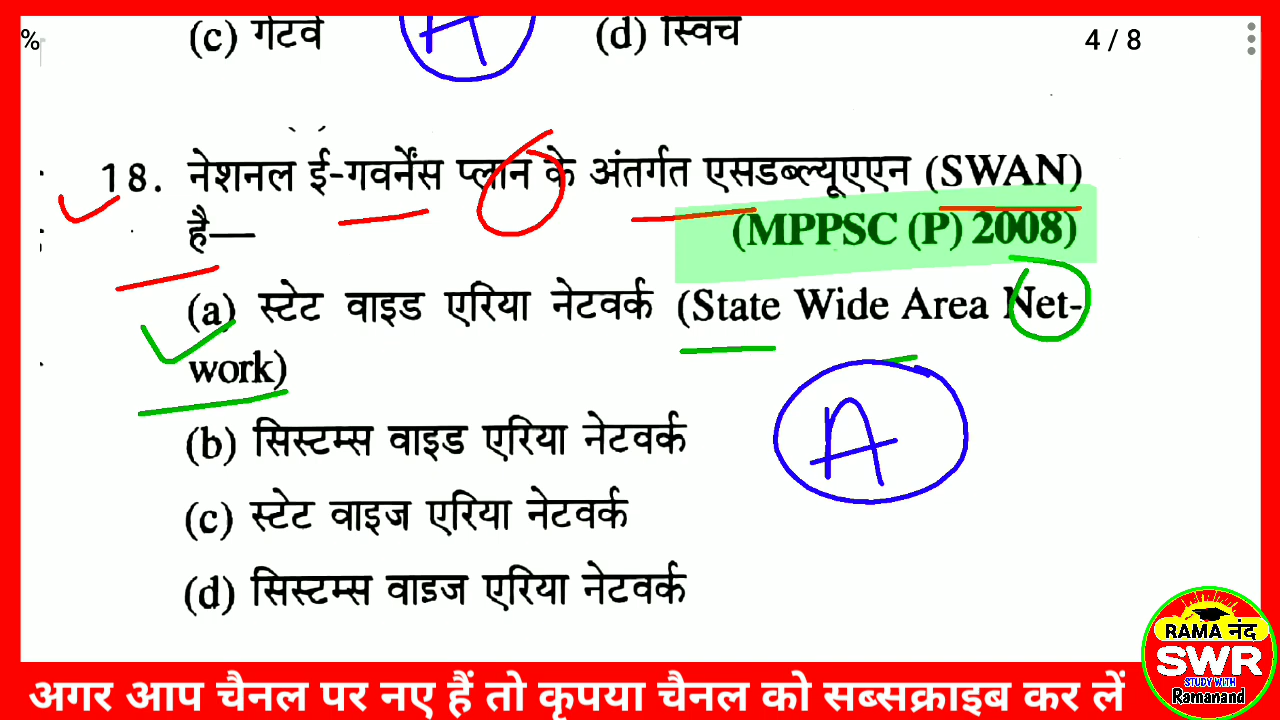 %
(c) गेटवे
A
(d) स्विच
4 / 8
18. नेशनल ई-गवर्नेंस प्लान के अंतर्गत एसडब्ल्यूएएन (SWAN)
है—
(MPPSC (P) 2008)
(a) स्टेट वाइड एरिया नेटवर्क (State Wide Area Net-
work)
A
(b) सिस्टम्स वाइड एरिया नेटवर्क
(c) स्टेट वाइज एरिया नेटवर्क
(d) सिस्टम्स वाइज एरिया नेटवर्क
RAMA नंद
SWR
STUDY WITH
Ramanand
अगर आप चैनल पर नए हैं तो कृपया चैनल को सब्सक्राइब कर लें